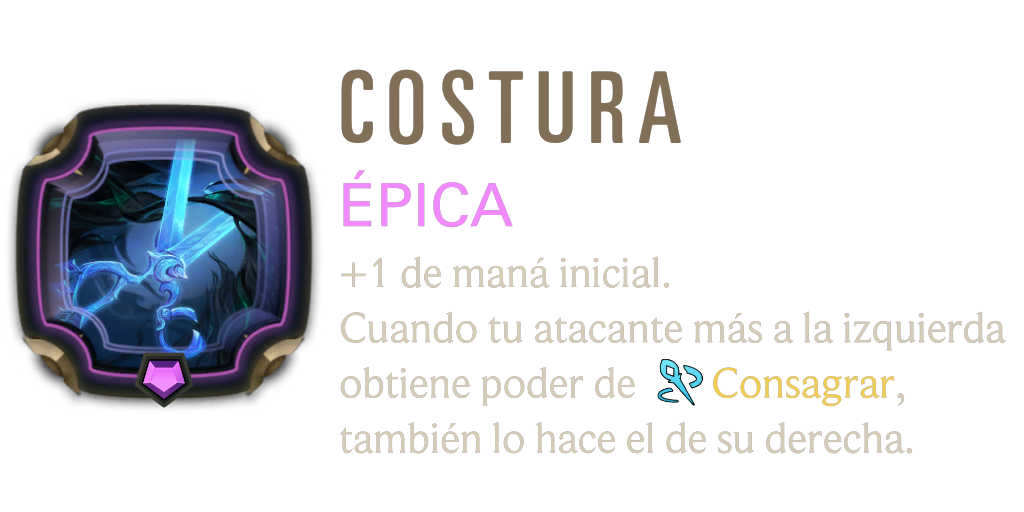 COSTURA
ÉPICA
+1 de maná inicial.
Cuando tu atacante más a la izquierda
obtiene poder de Consagrar,
también lo hace el de su derecha.